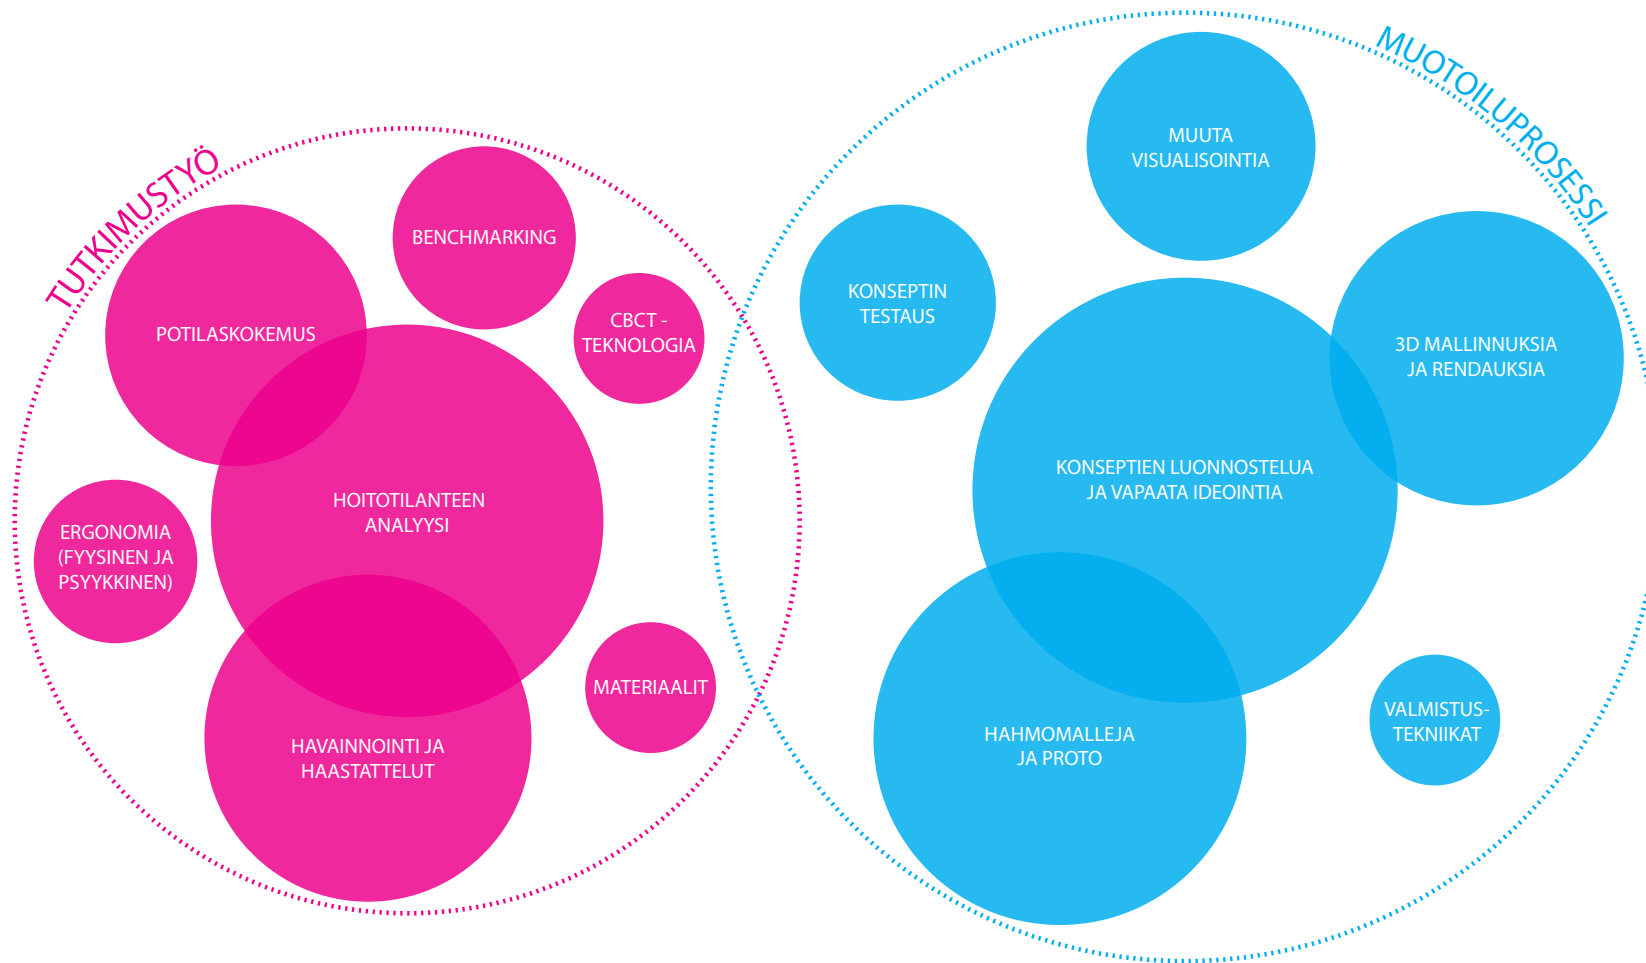 TUTKIMUSTYÖ
BENCHMARKING
POTILASKOKEMUS
CBCT -
TEKNOLOGIA
HOITOTILANTEEN
ANALYYSI
ERGONOMIA
(FYYSINEN JA
PSYYKKINEN)
MATERIAALIT
HAVAINNOINTI JA
HAASTATTELUT
MUOTOILUPROSESSI
MUUTA
VISUALISOINTIA
KONSEPTIN
TESTAUS
3D MALLINNUKSIA
JA RENDAUKSIA
KONSEPTIEN LUONNOSTELUA
JA VAPAATA IDEOINTIA
HAHMOMALLEJA
JA PROTO
VALMISTUS-
TEKNIIKAT